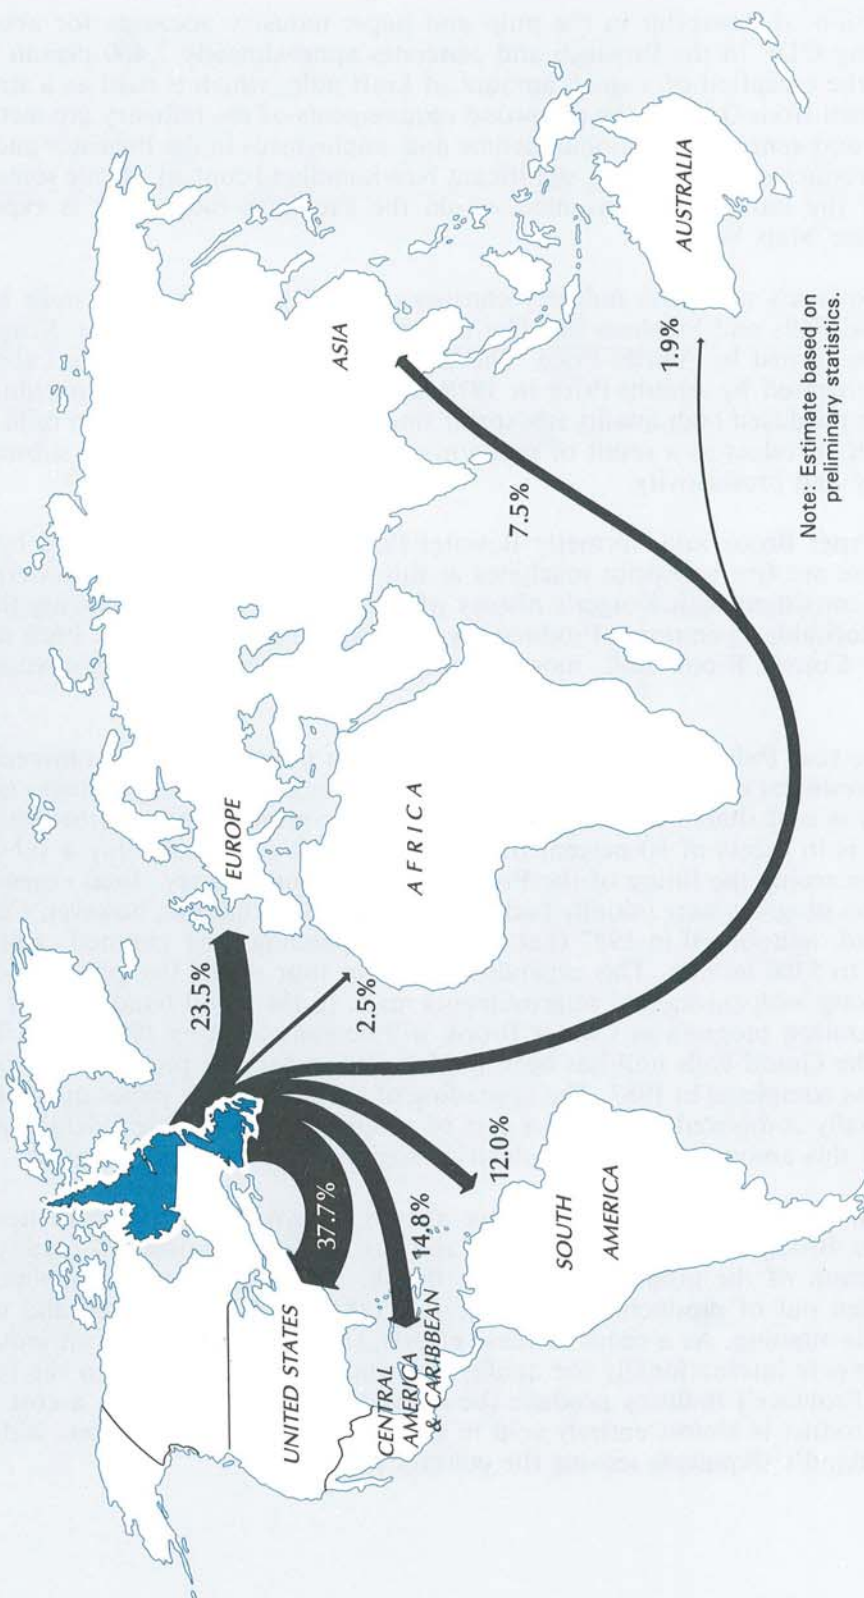 UNITED STATES
37.7%
CENTRAL
AMERICA
& CARIBBEAN
14.8%
23.5%
EUROPE
ASIA
2.5%
AFRICA
12.0%
SOUTH
AMERICA
7.5%
1.9%
AUSTRALIA
Note: Estimate based on
preliminary statistics.